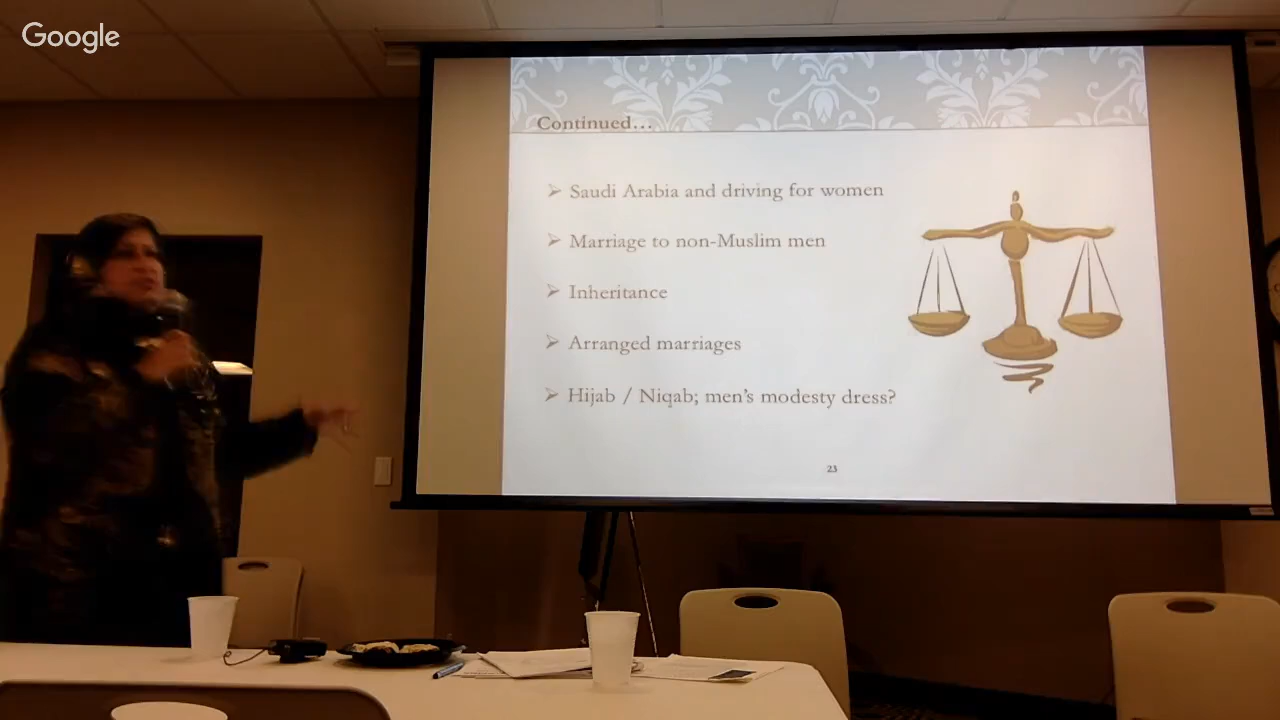 Google
Continued...
Saudi Arabia and driving for women
Marriage to non-Muslim men
Inheritance
Arranged marriages
Hijab / Niqab; men's modesty dress?
23